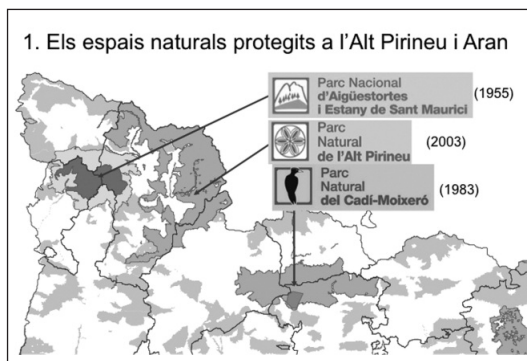 1. Els espais naturals protegits a l'Alt Pirineu i Aran
Parc Nacional
d'Aigüestortes
i Estany de Sant Maurici
(1955)
Parc
Natural
de l'Alt Pirineu
(2003)
Parc
Natural
del Cadí-Moixeró
(1983)